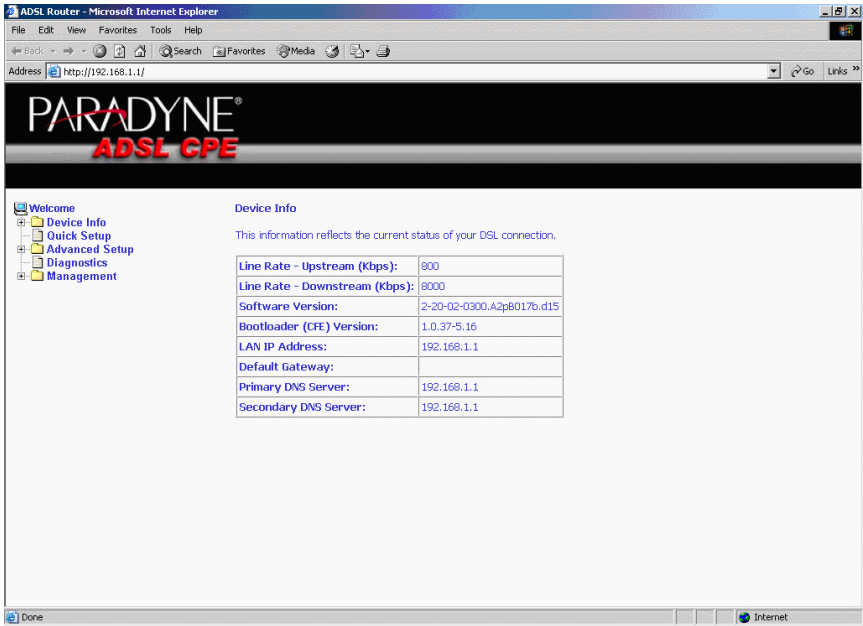 ADSL Router - Microsoft Internet Explorer
File Edit View Favorites Tools Help
Back Search Favorites Media
Address http://192.168.1.1/ Go Links »
PARADYNE®
ADSL CPE
Welcome
Device Info
Quick Setup
Advanced Setup
Diagnostics
Management
Device Info
This information reflects the current status of your DSL connection.
Line Rate - Upstream (Kbps): 800
Line Rate - Downstream (Kbps): 8000
Software Version: 2-20-02-0300.A2pB017b.d15
Bootloader (CFE) Version: 1.0.37-5.16
LAN IP Address: 192.168.1.1
Default Gateway:
Primary DNS Server: 192.168.1.1
Secondary DNS Server: 192.168.1.1
Done Internet